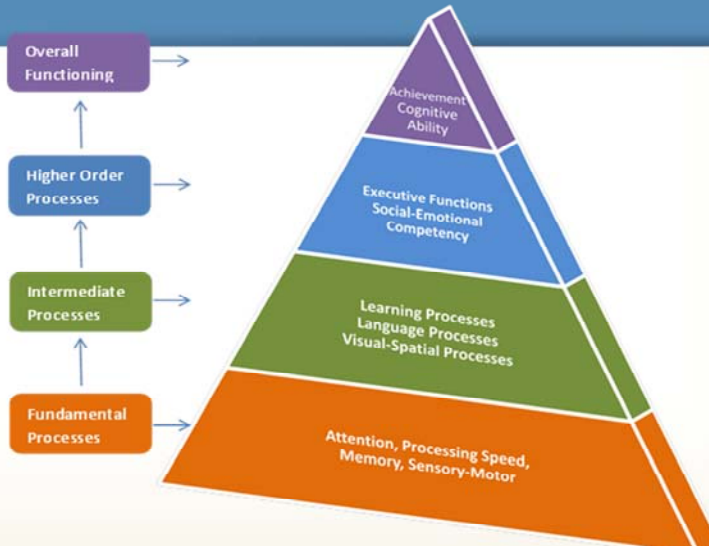 Overall
Functioning
Achievement
Cognitive
Ability
Higher Order
Processes
Executive Functions
Social-Emotional
Competency
Intermediate
Processes
Learning Processes
Language Processes
Visual-Spatial Processes
Fundamental
Processes
Attention, Processing Speed,
Memory, Sensory-Motor